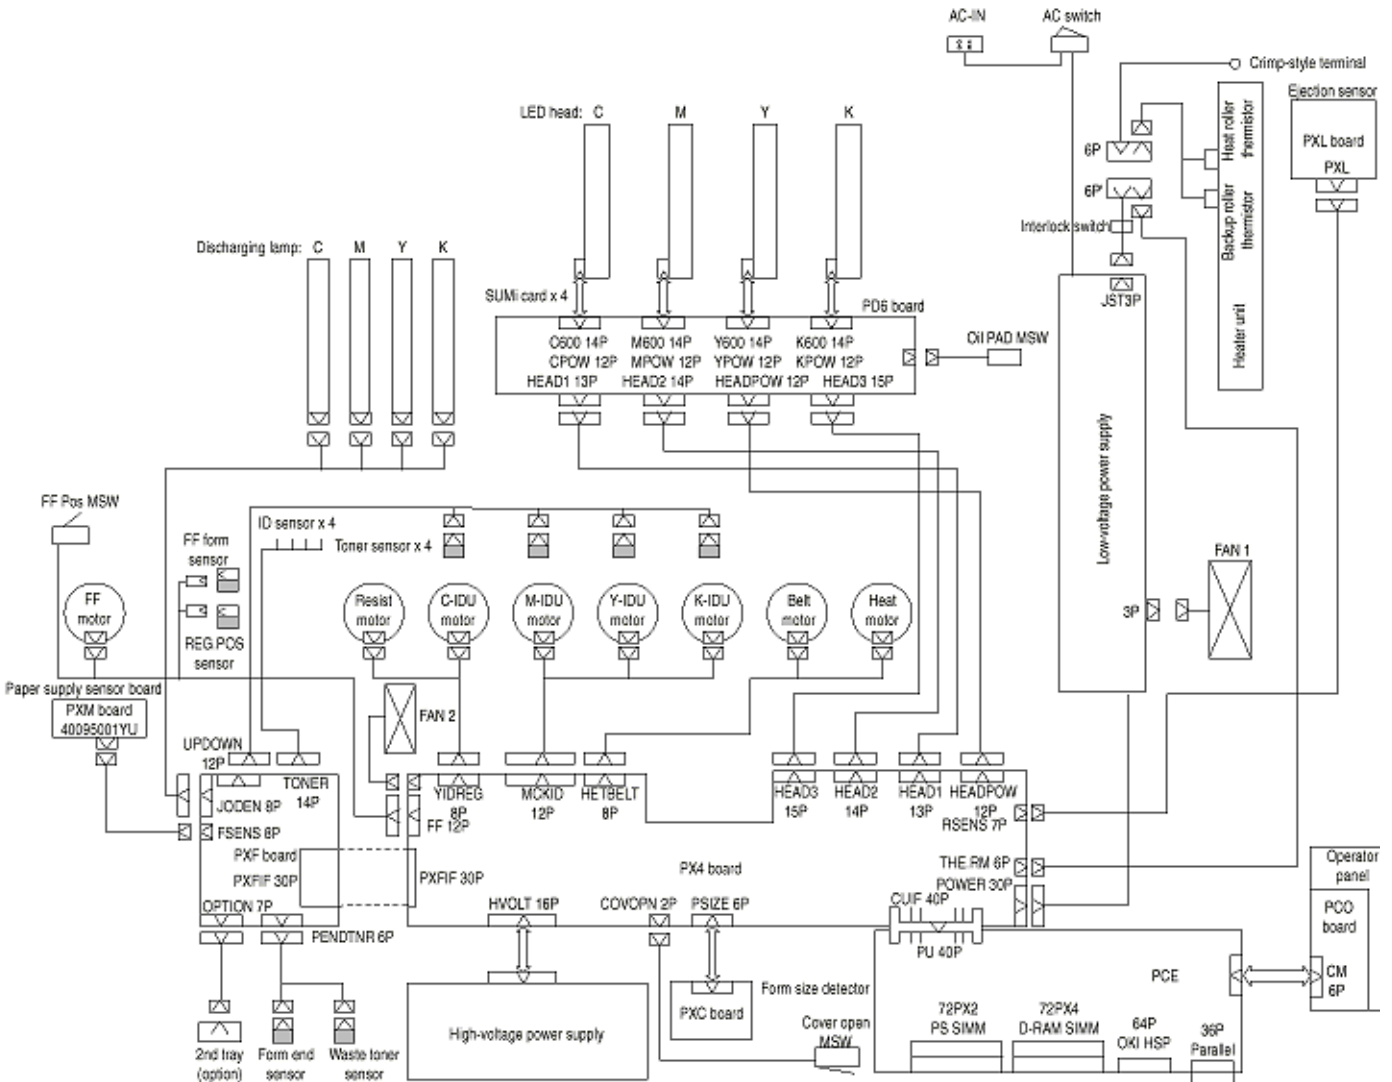 AC-IN
AC switch
Crimp-style terminal
Ejection sensor
PXL board
PXL
6P
6P'
Interlock switch
JST3P
Heat roller
thermistor
Backup roller
thermistor
Heater unit
LED head: C M Y K
Discharging lamp: C M Y K
SUMi card x 4
PD6 board
O600 14P M600 14P Y600 14P K600 14P
CPOW 12P MPOW 12P YPOW 12P KPOW 12P
HEAD1 13P HEAD2 14P HEADPOW 12P HEAD3 15P
Oil PAD MSW
Low-voltage power supply
3P
FAN 1
FF Pos MSW
FF form
sensor
ID sensor x 4
Toner sensor x 4
FF
motor
REG.POS
sensor
Resist
motor
C-IDU
motor
M-IDU
motor
Y-IDU
motor
K-IDU
motor
Belt
motor
Heat
motor
Paper supply sensor board
PXM board
40095001YU
FAN 2
UPDOWN
12P
TONER
14P
JODEN 8P
FSENS 8P
PXF board
PXFIF 30P
OPTION 7P
PENDTNR 6P
YIDREG
8P
MCKID
12P
HETBELT
8P
FF 12P
HEAD3
15P
HEAD2
14P
HEAD1
13P
HEADPOW
12P
RSENS 7P
PXFIF 30P
PX4 board
THE.RM 6P
POWER 30P
HVOLT 16P
COVOPN 2P
PSIZE 6P
CUIF 40P
PU 40P
PCE
Operator
panel
PCO
board
CM
6P
High-voltage power supply
PXC board
Form size detector
Cover open
MSW
72PX2
PS SIMM
72PX4
D-RAM SIMM
64P
OKI HSP
36P
Parallel
2nd tray
(option)
Form end
sensor
Waste toner
sensor